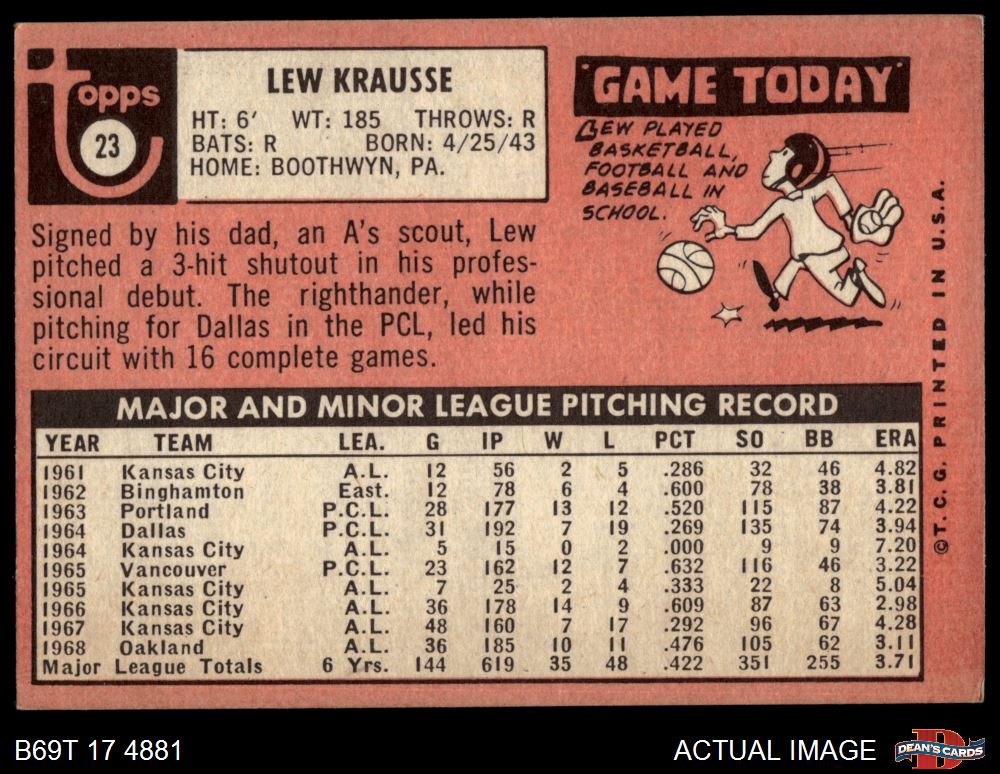 Topps
23
LEW KRAUSSE
HT: 6' WT: 185 THROWS: R
BATS: R BORN: 4/25/43
HOME: BOOTHWYN, PA.
Signed by his dad, an A's scout, Lew
pitched a 3-hit shutout in his profes-
sional debut. The righthander, while
pitching for Dallas in the PCL, led his
circuit with 16 complete games.
"GAME TODAY"
LEW PLAYED
BASKETBALL,
FOOTBALL AND
BASEBALL IN
SCHOOL.
MAJOR AND MINOR LEAGUE PITCHING RECORD
YEAR TEAM LEA. G IP W L PCT SO BB ERA
1961 Kansas City A.L. 12 56 2 5 .286 32 46 4.82
1962 Binghamton East. 12 78 6 4 .600 78 38 3.81
1963 Portland P.C.L. 28 177 13 12 .520 115 87 4.22
1964 Dallas P.C.L. 31 192 7 19 .269 135 74 3.94
1964 Kansas City A.L. 5 15 0 2 .000 9 9 7.20
1965 Vancouver P.C.L. 23 162 12 7 .632 116 46 3.22
1965 Kansas City A.L. 7 25 2 4 .333 22 8 5.04
1966 Kansas City A.L. 36 178 14 9 .609 87 63 2.98
1967 Kansas City A.L. 48 160 7 17 .292 96 67 4.28
1968 Oakland A.L. 36 185 10 11 .476 105 62 3.11
Major League Totals 6 Yrs. 144 619 35 48 .422 351 255 3.71
© T. C. G. PRINTED IN U.S.A.
B69T 17 4881
ACTUAL IMAGE
D
DEAN'S CARDS